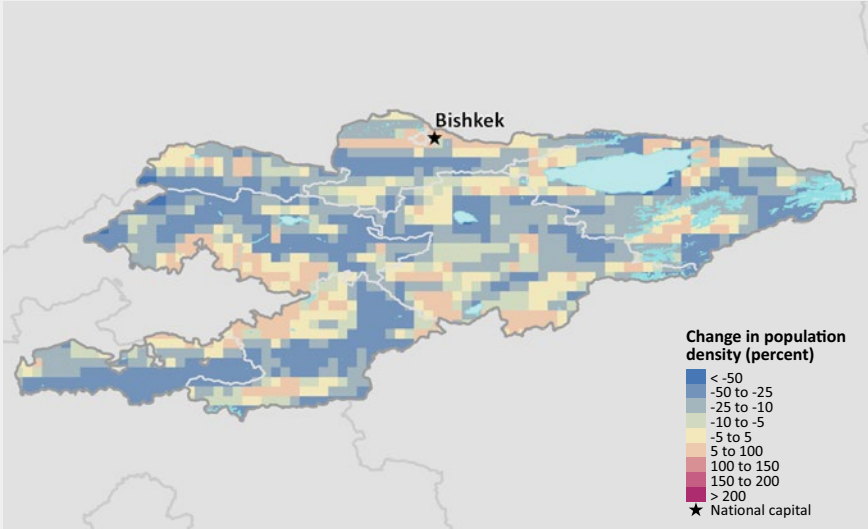 Bishkek
Change in population
density (percent)
< -50
-50 to -25
-25 to -10
-10 to -5
-5 to 5
5 to 100
100 to 150
150 to 200
> 200
National capital